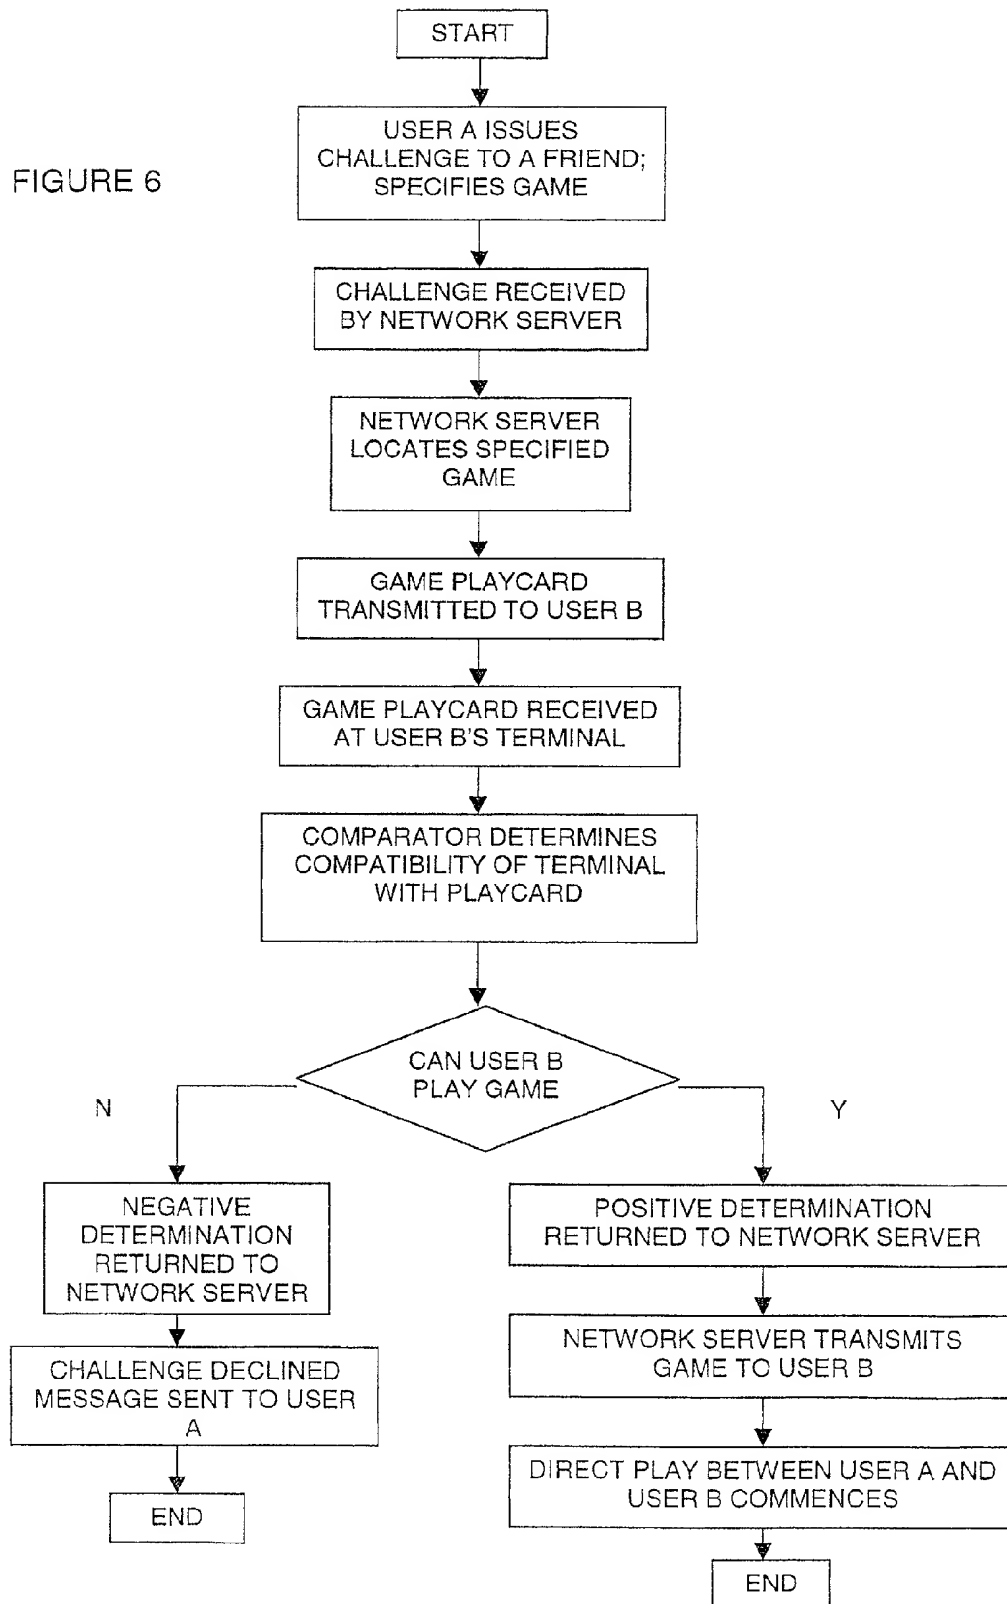 START
USER A ISSUES
CHALLENGE TO A FRIEND;
SPECIFIES GAME
FIGURE 6
CHALLENGE RECEIVED
BY NETWORK SERVER
NETWORK SERVER
LOCATES SPECIFIED
GAME
GAME PLAYCARD
TRANSMITTED TO USER B
GAME PLAYCARD RECEIVED
AT USER B'S TERMINAL
COMPARATOR DETERMINES
COMPATIBILITY OF TERMINAL
WITH PLAYCARD
CAN USER B
PLAY GAME
N
Y
NEGATIVE
DETERMINATION
RETURNED TO
NETWORK SERVER
CHALLENGE DECLINED
MESSAGE SENT TO USER
A
END
POSITIVE DETERMINATION
RETURNED TO NETWORK SERVER
NETWORK SERVER TRANSMITS
GAME TO USER B
DIRECT PLAY BETWEEN USER A AND
USER B COMMENCES
END